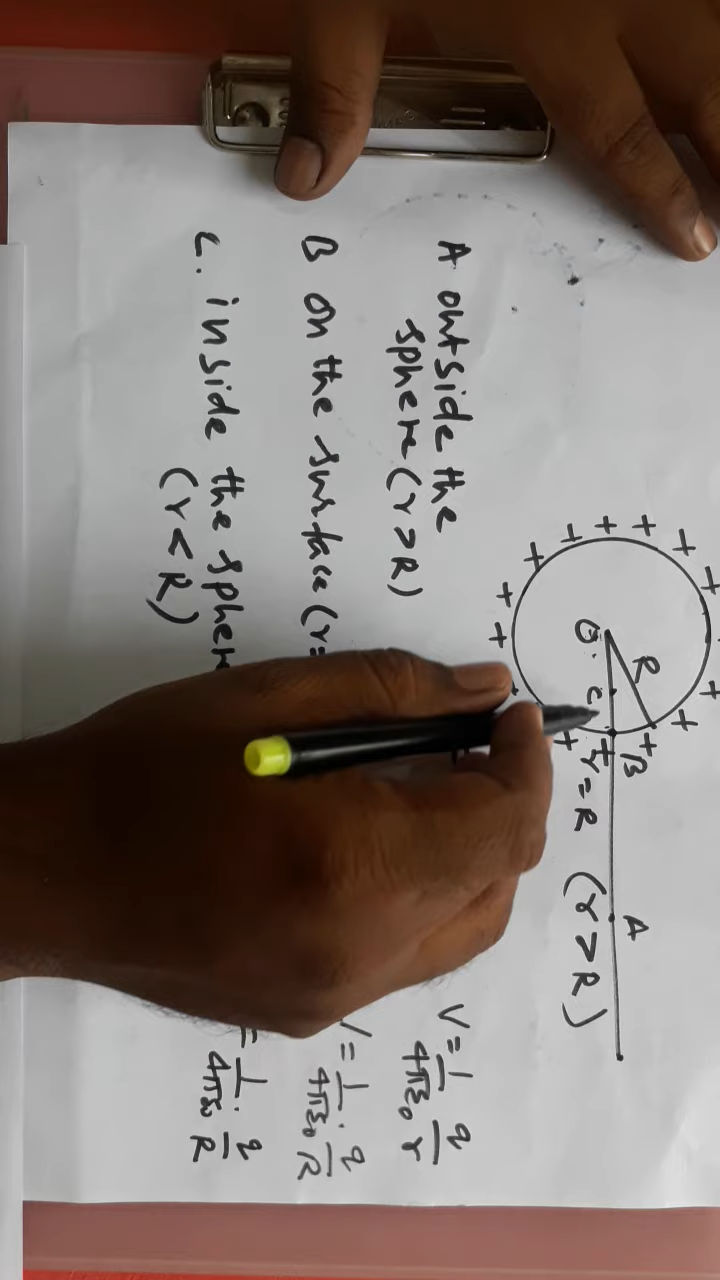 R
O
C
B
r = R
A
(r > R)
A outside the
sphere (r > R)
V = 1/4πε₀ q/r
B on the surface (r=
V = 1/4πε₀ · q/R
C. inside the sphere
(r < R)
= 1/4πε₀ · q/R